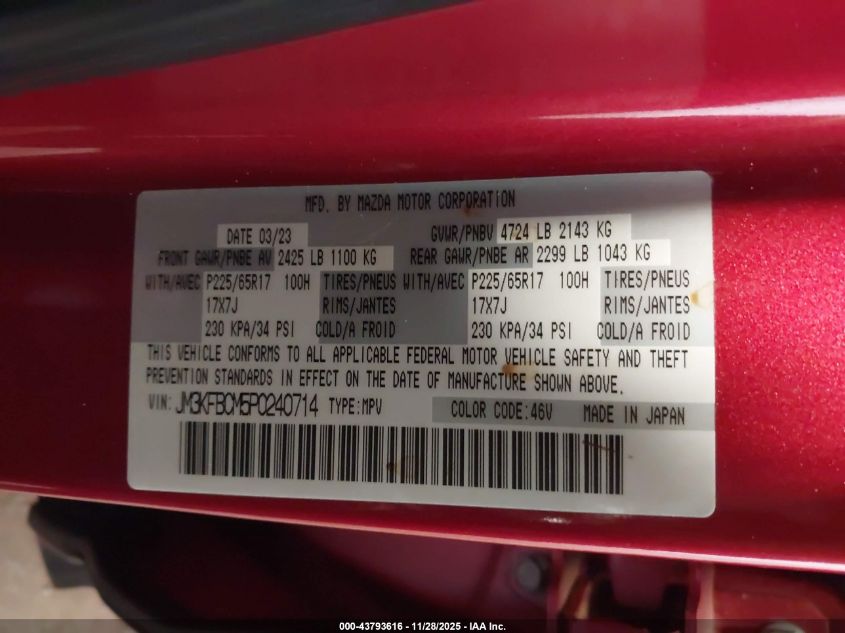 MFD. BY MAZDA MOTOR CORPORATION
DATE 03/23 GVWR/PNBV 4724 LB 2143 KG
FRONT GAWR/PNBE AV 2425 LB 1100 KG REAR GAWR/PNBE AR 2299 LB 1043 KG
WITH/AVEC P225/65R17 100H TIRES/PNEUS WITH/AVEC P225/65R17 100H TIRES/PNEUS
17X7J RIMS/JANTES 17X7J RIMS/JANTES
230 KPA/34 PSI COLD/A FROID 230 KPA/34 PSI COLD/A FROID
THIS VEHICLE CONFORMS TO ALL APPLICABLE FEDERAL MOTOR VEHICLE SAFETY AND THEFT
PREVENTION STANDARDS IN EFFECT ON THE DATE OF MANUFACTURE SHOWN ABOVE.
VIN: JM3KFBCM5P0240714 TYPE:MPV COLOR CODE:46V MADE IN JAPAN
000-43793616 - 11/28/2025 - IAA Inc.